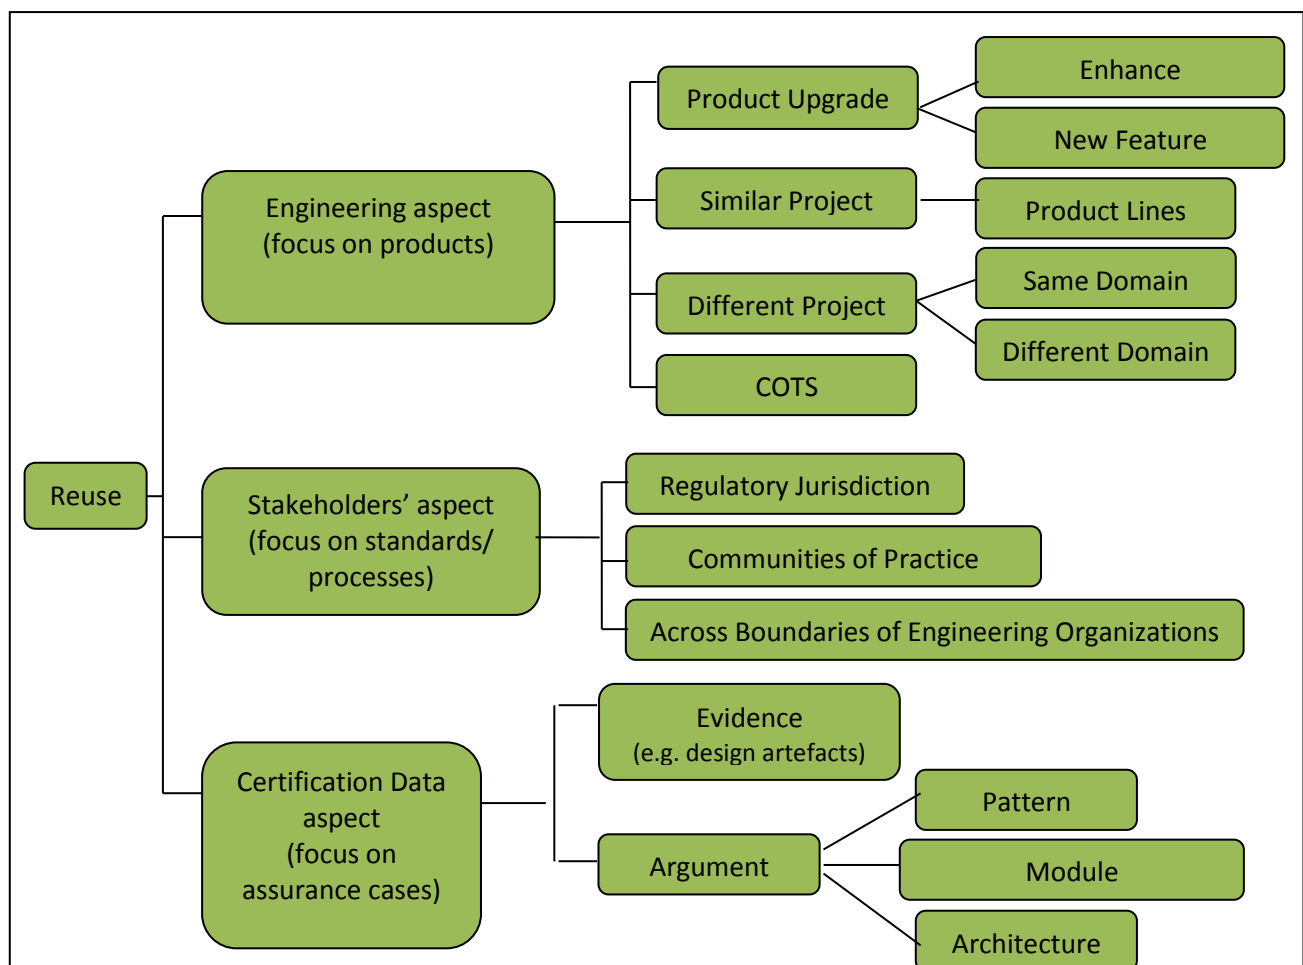 Reuse
Engineering aspect
(focus on products)
Product Upgrade
Enhance
New Feature
Similar Project
Product Lines
Different Project
Same Domain
Different Domain
COTS
Stakeholders’ aspect
(focus on standards/
processes)
Regulatory Jurisdiction
Communities of Practice
Across Boundaries of Engineering Organizations
Certification Data
aspect
(focus on
assurance cases)
Evidence
(e.g. design artefacts)
Argument
Pattern
Module
Architecture